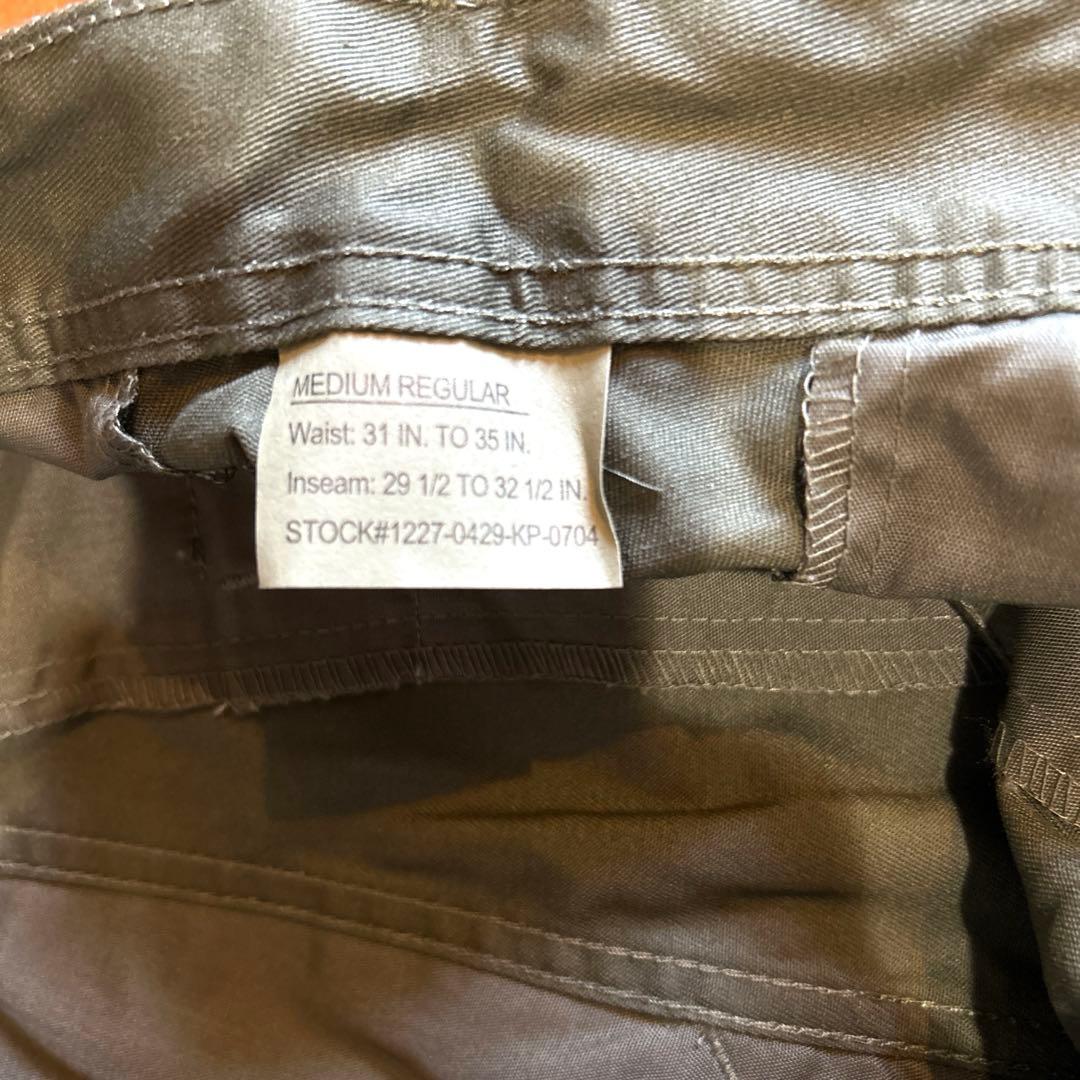 MEDIUM REGULAR
Waist: 31 IN. TO 35 IN.
Inseam: 29 1/2 TO 32 1/2 IN.
STOCK#1227-0429-KP-0704